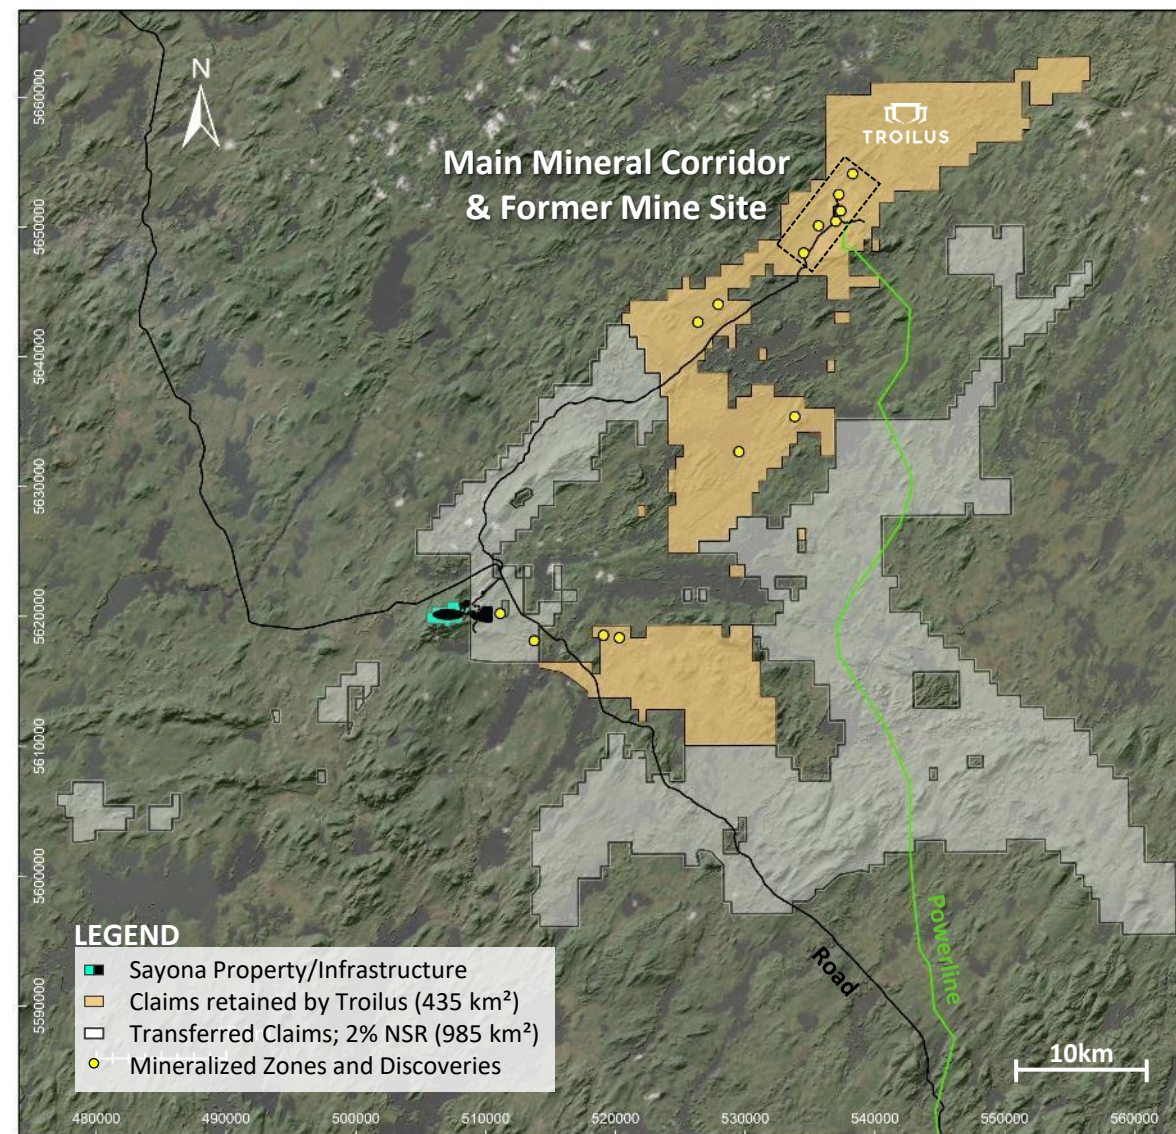 N
TROILUS
Main Mineral Corridor
& Former Mine Site
5660000
5650000
5640000
5630000
5620000
5610000
5600000
5590000
Powerline
Road
LEGEND
Sayona Property/Infrastructure
Claims retained by Troilus (435 km²)
Transferred Claims; 2% NSR (985 km²)
Mineralized Zones and Discoveries
10km
480000 490000 500000 510000 520000 530000 540000 550000 560000